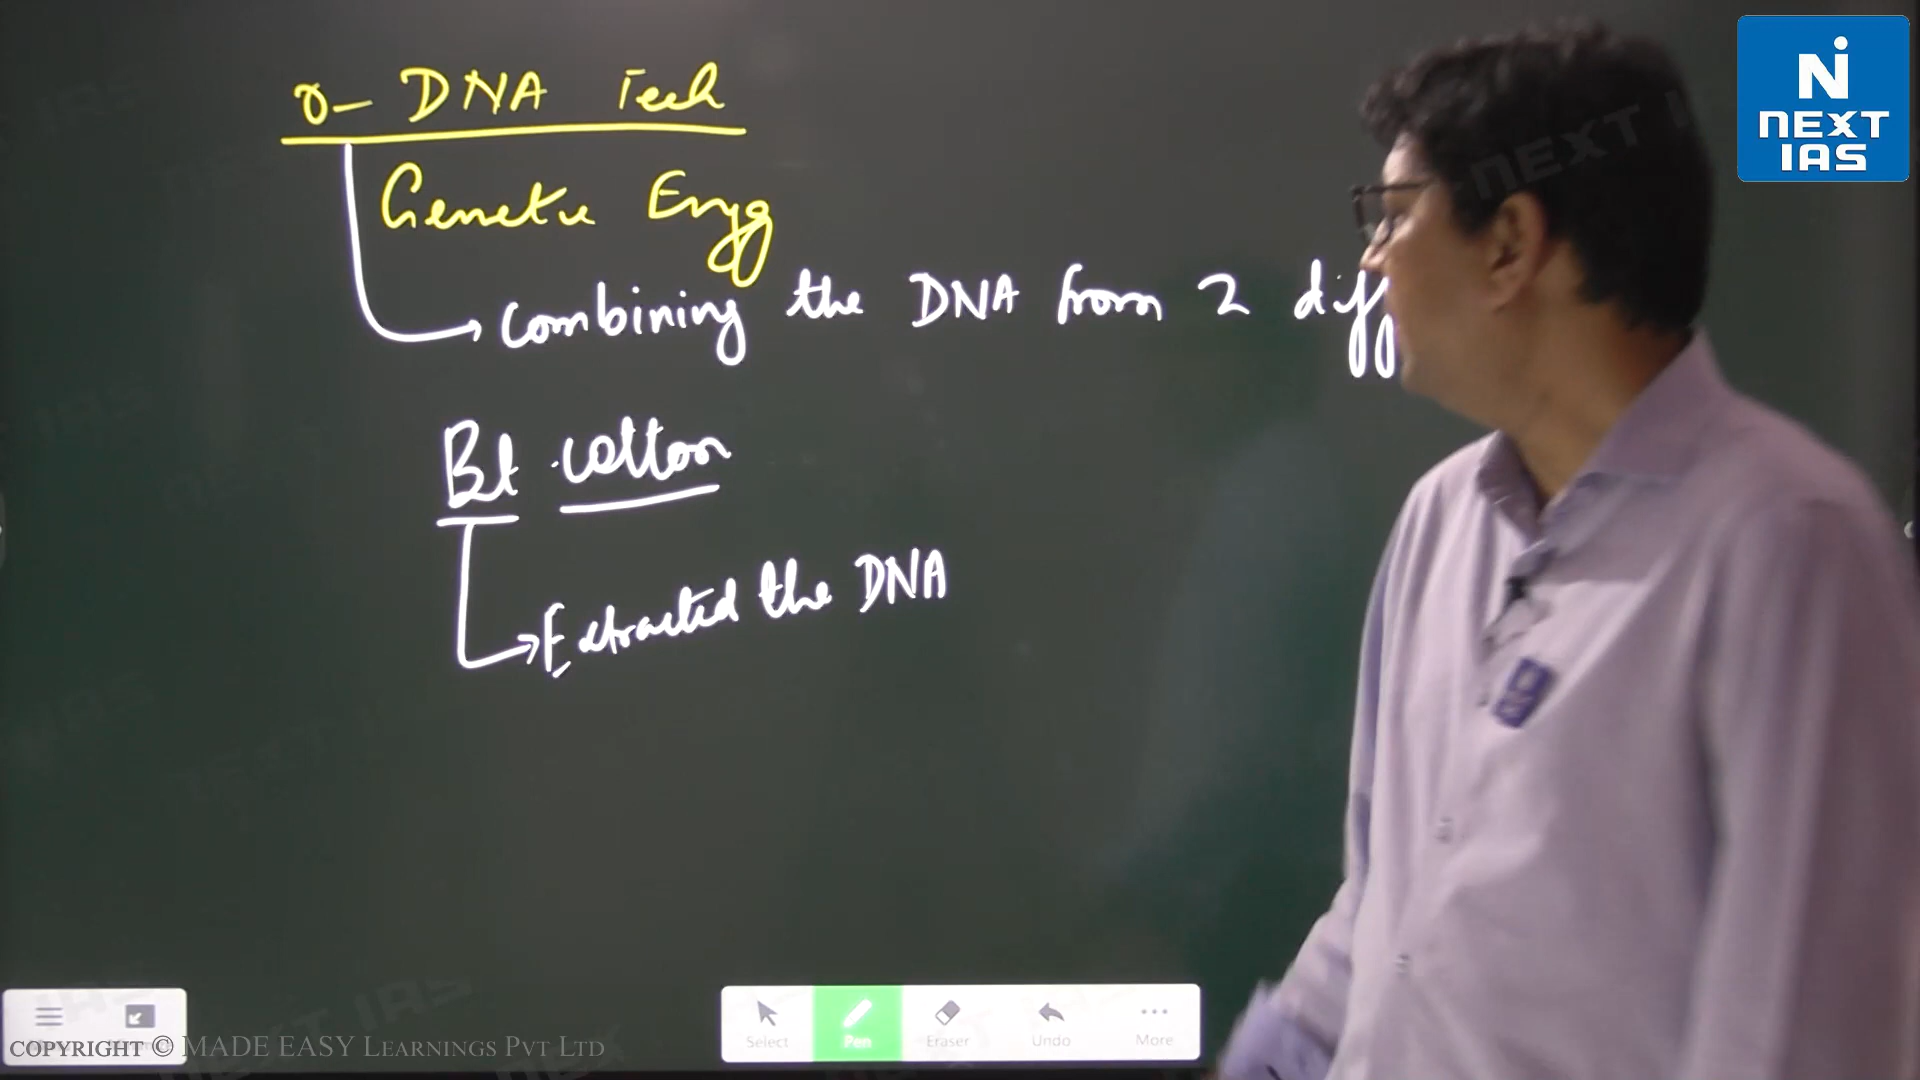 r- DNA Tech
Genetic Engg
Combining the DNA from 2 diff
Bt cotton
Extracted the DNA
NEXT
IAS
Select
Pen
Eraser
Undo
More
COPYRIGHT © MADE EASY LEARNINGS PVT LTD